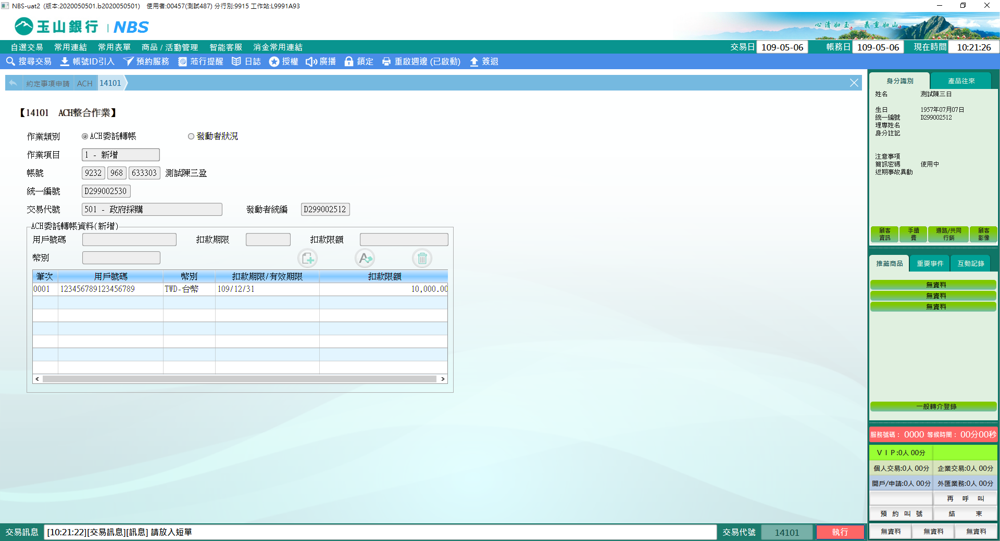 NBS-uat2 (版本:2020050501.b2020050501) 使用者:00457(測試487) 分行別:9915 工作站:L9991A93
玉山銀行 | NBS
心清如玉 義重如山
自選交易 常用連結 常用表單 商品 / 活動管理 智能客服 消金常用連結 交易日 109-05-06 帳務日 109-05-06 現在時間 10:21:26
搜尋交易 帳號ID引入 預約服務 蒞行提醒 日誌 授權 廣播 鎖定 重啟週邊 (已啟動) 簽退
約定事項申請 ACH 14101
【14101 ACH整合作業】
作業類別 ACH委託轉帳 發動者狀況
作業項目 1 - 新增
帳號 9232 968 633303 測試陳三盈
統一編號 D299002530
交易代號 501 - 政府採購 發動者統編 D299002512
ACH委託轉帳資料(新增)
用戶號碼 扣款期限 扣款限額
幣別
筆次 用戶號碼 幣別 扣款期限/有效期限 扣款限額
0001 123456789123456789 TWD-台幣 109/12/31 10,000.00
身分識別 產品往來
姓名 測試陳三日
生日 1957年07月07日
統一編號 D299002512
理專姓名
身分註記
注意事項
簡訊密碼 使用中
近期事故異動
顧客資訊 手續費 通路/共同行銷 顧客影像
推薦商品 重要事件 互動記錄
無資料
無資料
無資料
一般轉介登錄
服務號碼： 0000 等候時間： 00分00秒
ＶＩＰ:0人 00分
個人交易:0人 00分 企業交易:0人 00分
開戶/申請:0人 00分 外匯業務:0人 00分
再 呼 叫
預 約 叫 號 結 束
無資料 無資料 無資料
交易訊息 [10:21:22][交易訊息][訊息] 請放入短單 交易代號 14101 執行